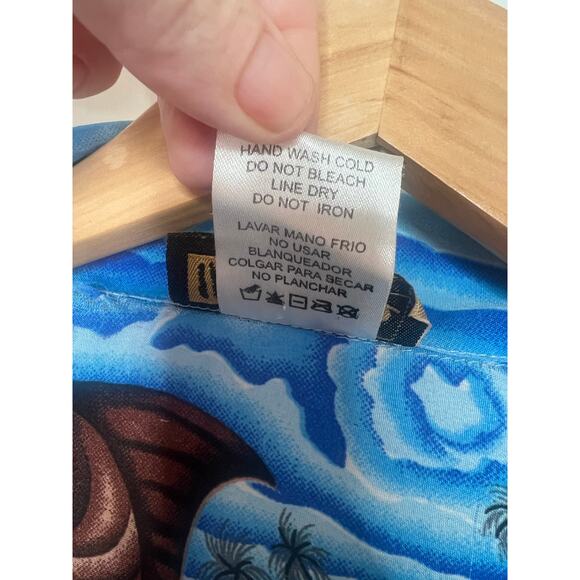 HAND WASH COLD
DO NOT BLEACH
LINE DRY
DO NOT IRON
LAVAR MANO FRIO
NO USAR
BLANQUEADOR
COLGAR PARA SECAR
NO PLANCHAR